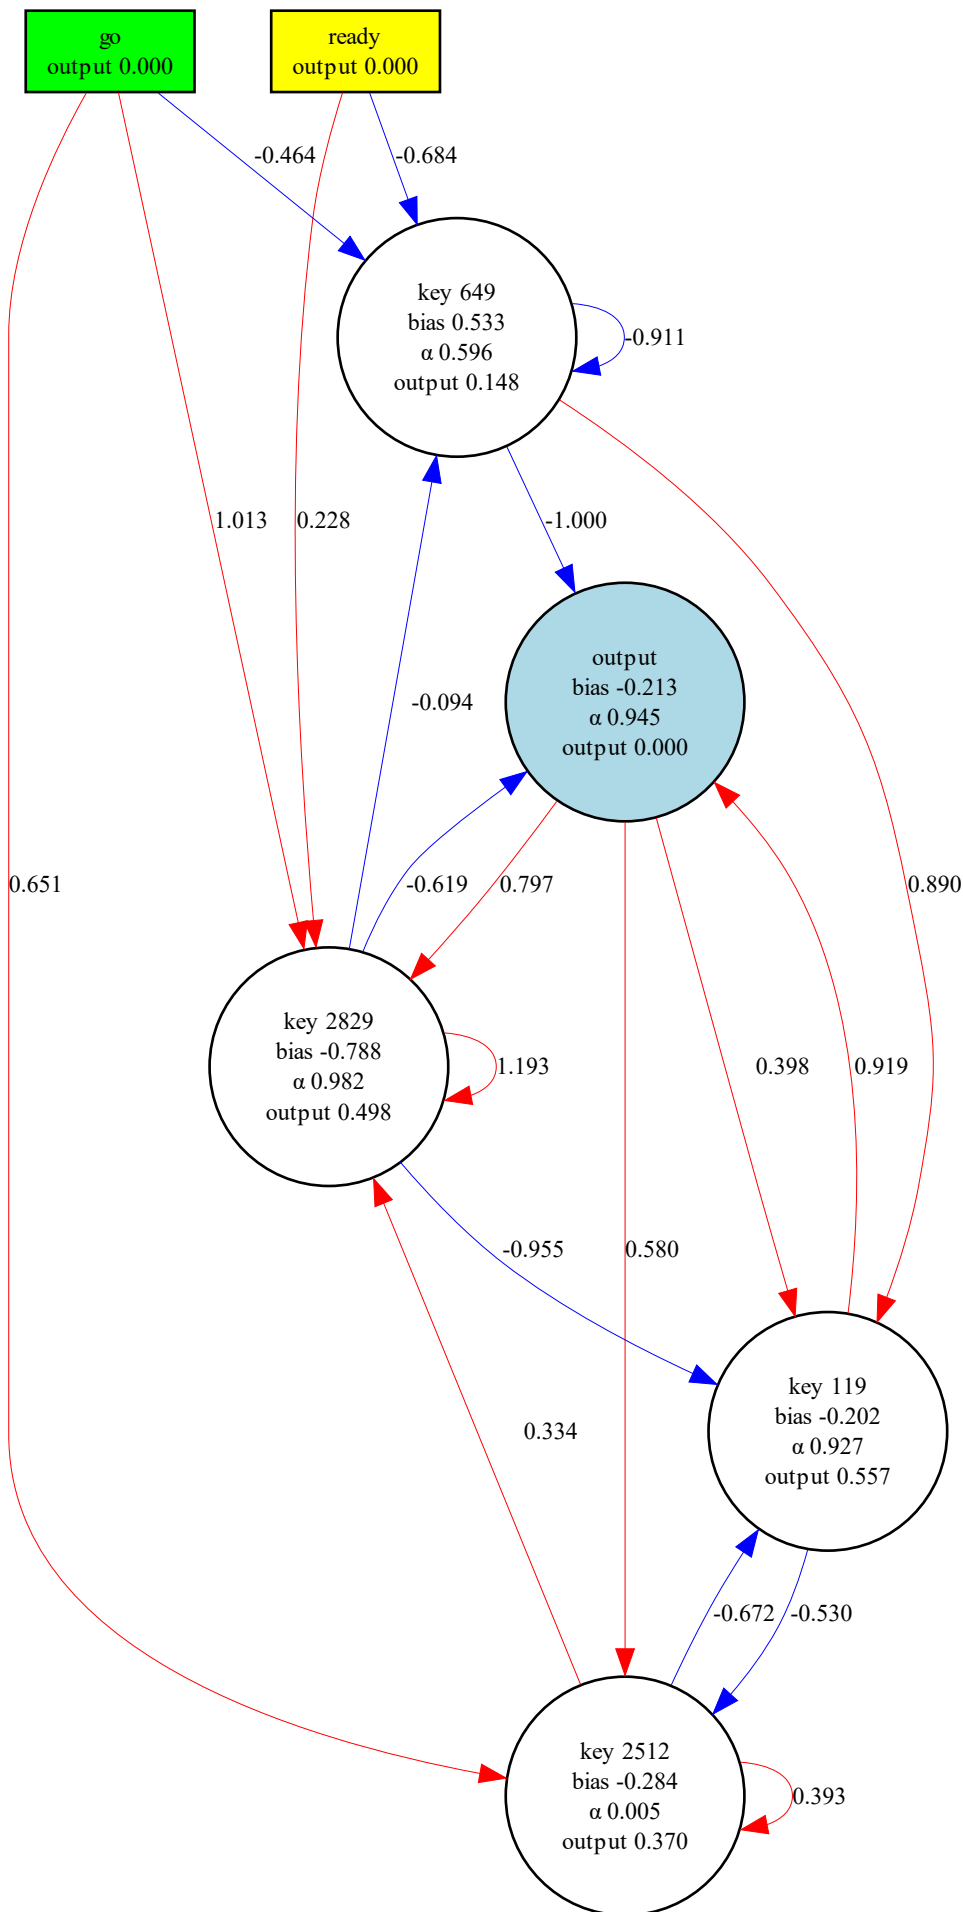 go
output 0.000
ready
output 0.000
-0.464
-0.684
key 649
bias 0.533
α 0.596
output 0.148
-0.911
1.013
0.228
-1.000
output
bias -0.213
α 0.945
output 0.000
-0.094
0.651
-0.619
0.797
0.890
key 2829
bias -0.788
α 0.982
output 0.498
1.193
0.398
0.919
-0.955
0.580
key 119
bias -0.202
α 0.927
output 0.557
0.334
-0.672
-0.530
key 2512
bias -0.284
α 0.005
output 0.370
0.393